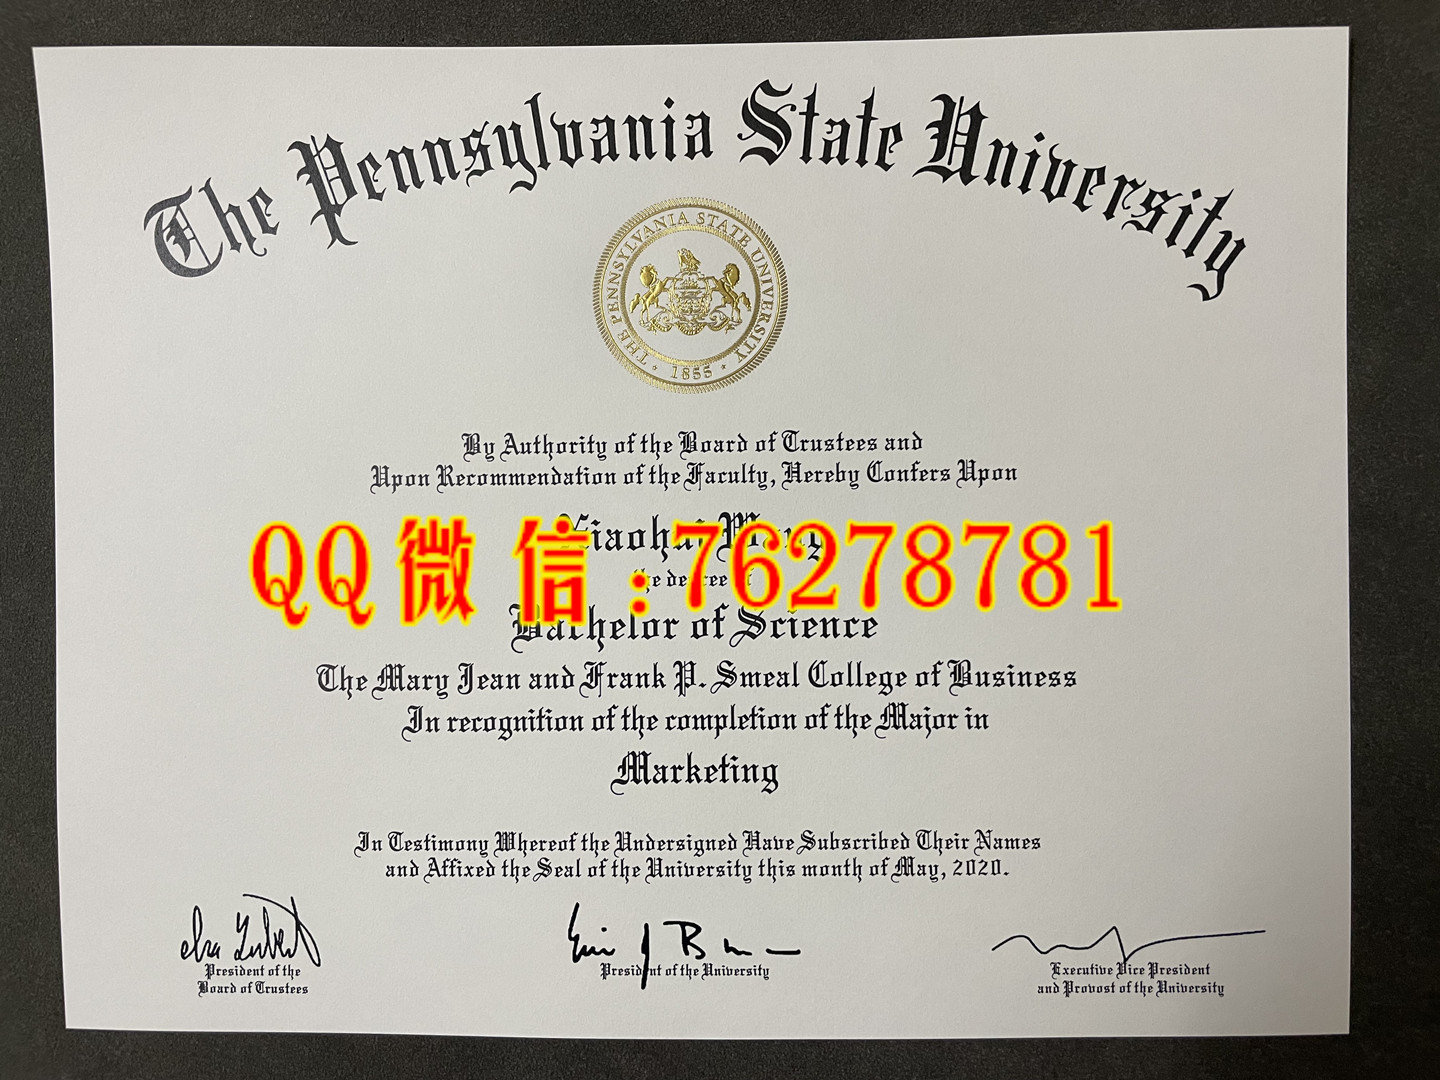 The Pennsylvania State University
THE PENNSYLVANIA STATE UNIVERSITY
1855
By Authority of the Board of Trustees and
Upon Recommendation of the Faculty, Hereby Confers Upon
QQ微信:76278781
the degree of
Bachelor of Science
The Mary Jean and Frank P. Smeal College of Business
In recognition of the completion of the Major in
Marketing
In Testimony Whereof the Undersigned Have Subscribed Their Names
and Affixed the Seal of the University this month of May, 2020.
President of the
Board of Trustees
President of the University
Executive Vice President
and Provost of the University